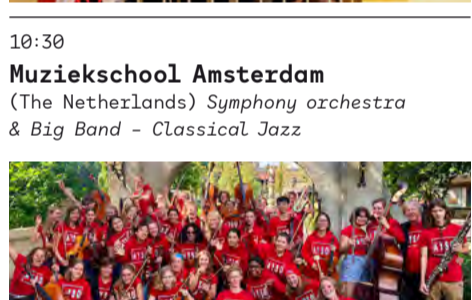 10:30
Muziekschool Amsterdam
(The Netherlands) Symphony orchestra
& Big Band – Classical Jazz